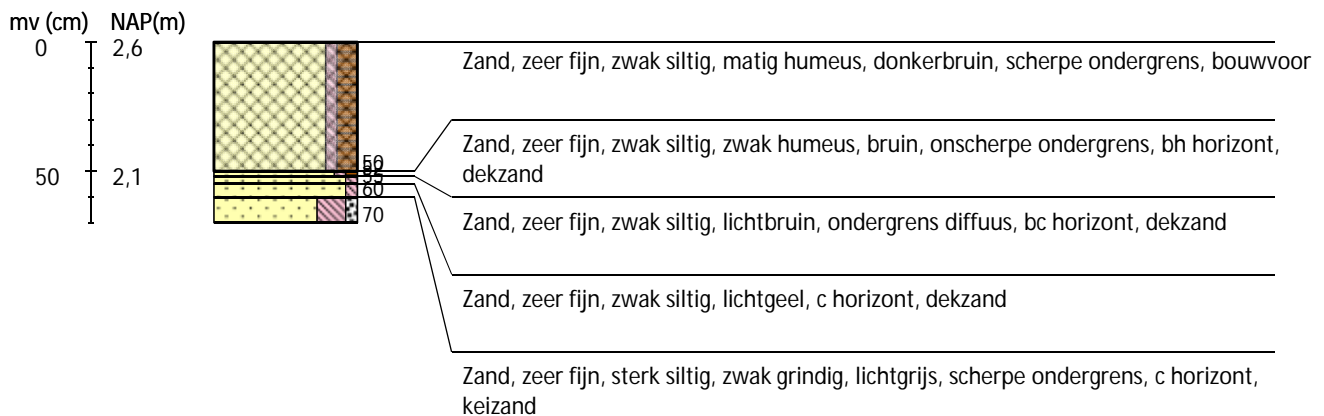 mv (cm) NAP(m)
0 2,6
Zand, zeer fijn, zwak siltig, matig humeus, donkerbruin, scherpe ondergrens, bouwvoor
Zand, zeer fijn, zwak siltig, zwak humeus, bruin, onscherpe ondergrens, bh horizont,
dekzand
50
52
55
50 2,1
60
70
Zand, zeer fijn, zwak siltig, lichtbruin, ondergrens diffuus, bc horizont, dekzand
Zand, zeer fijn, zwak siltig, lichtgeel, c horizont, dekzand
Zand, zeer fijn, sterk siltig, zwak grindig, lichtgrijs, scherpe ondergrens, c horizont,
keizand